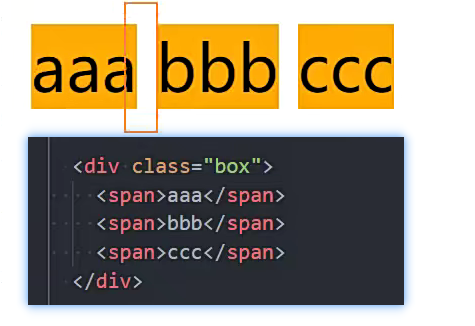 aaa bbb ccc
<div class="box">
<span>aaa</span>
<span>bbb</span>
<span>ccc</span>
</div>